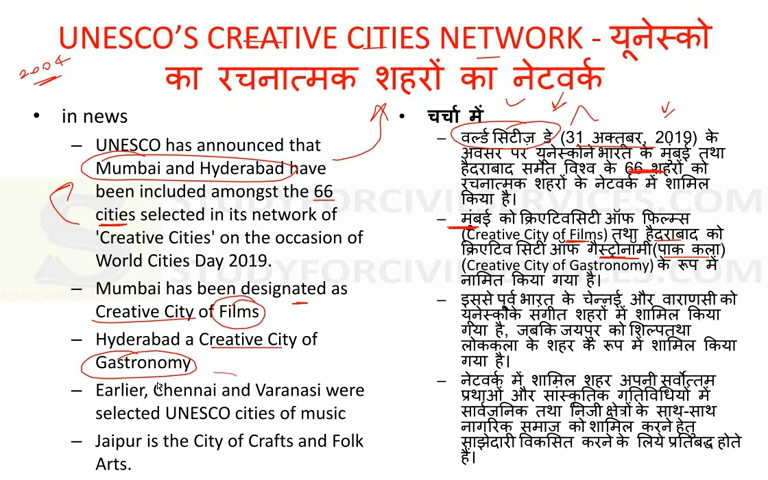 UNESCO'S CREATIVE CITIES NETWORK - यूनेस्को
का रचनात्मक शहरों का नेटवर्क
2004
• in news
– UNESCO has announced that
Mumbai and Hyderabad have
been included amongst the 66
cities selected in its network of
'Creative Cities' on the occasion of
World Cities Day 2019.
– Mumbai has been designated as
Creative City of Films
– Hyderabad a Creative City of
Gastronomy
– Earlier, Chennai and Varanasi were
selected UNESCO cities of music
– Jaipur is the City of Crafts and Folk
Arts.
• चर्चा में
– वर्ल्ड सिटीज़ डे (31 अक्तूबर, 2019) के
अवसर पर यूनेस्कोने भारत के मुंबई तथा
हैदराबाद समेत विश्व के 66 शहरों को
रचनात्मक शहरों के नेटवर्क में शामिल
किया है।
– मुंबई को क्रिएटिवसिटी ऑफ फिल्म्स
(Creative City of Films) तथा हैदराबाद को
क्रिएटिव सिटी ऑफ गैस्ट्रोनॉमी(पाक कला)
(Creative City of Gastronomy) के रूप में
नामित किया गया है।
– इससे पूर्व भारत के चेन्नई और वाराणसी को
यूनेस्कोके संगीत शहरों में शामिल किया
गया है, जबकि जयपुर को शिल्पतथा
लोककला के शहर के रूप में शामिल किया
गया है।
– नेटवर्क में शामिल शहर अपनी सर्वोत्तम
प्रथाओं और सांस्कृतिक गतिविधियों में
सार्वजनिक तथा निजी क्षेत्रों के साथ-साथ
नागरिक समाज को शामिल करने हेतु
साझेदारी विकसित करने के लिये प्रतिबद्ध होते
हैं।
STUDYFORCIVILSERVICES.COM
STUDYFORCIVILSERVICES.COM